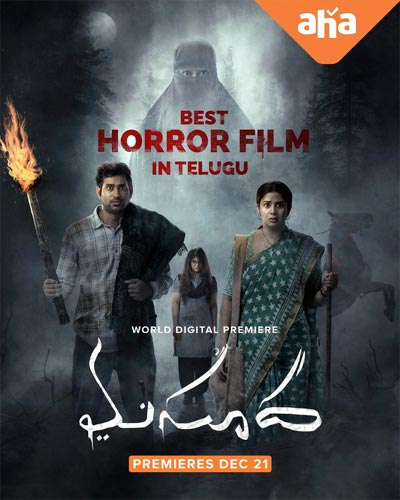 aha
BEST
HORROR FILM
IN TELUGU
WORLD DIGITAL PREMIERE
మసూద
PREMIERES DEC 21